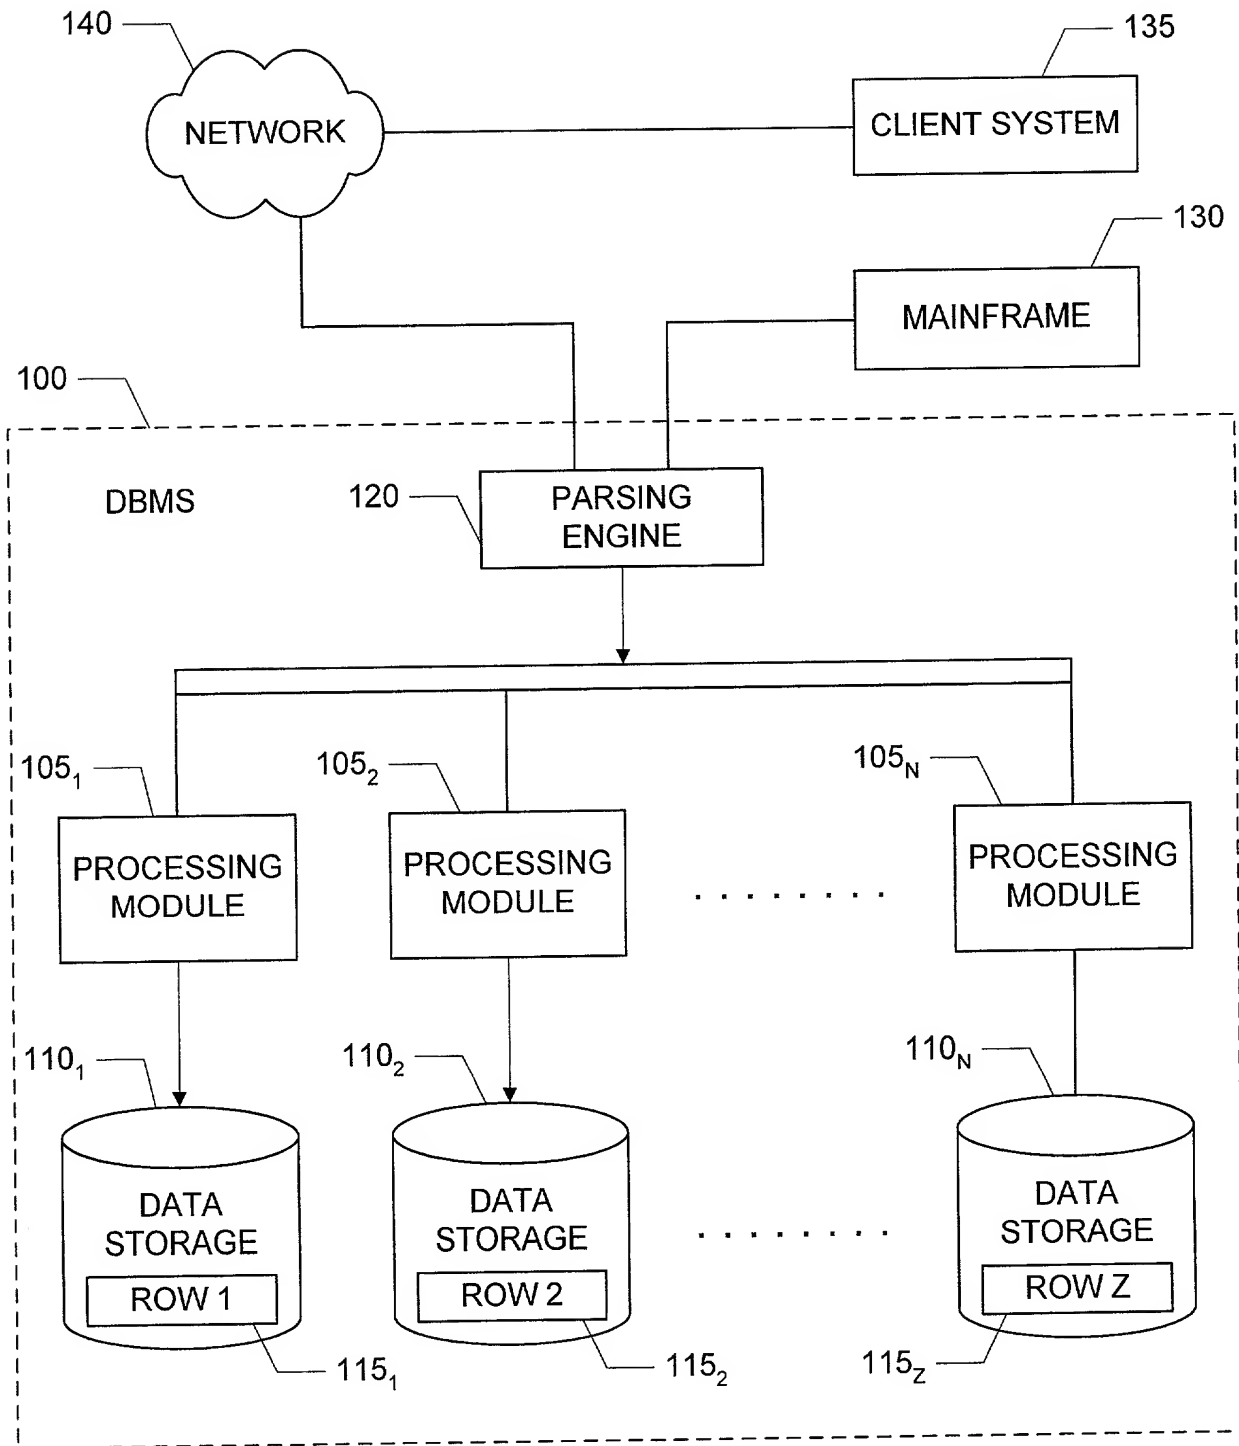 140
135
NETWORK
CLIENT SYSTEM
130
MAINFRAME
100
DBMS
120
PARSING
ENGINE
105₁
105₂
105N
PROCESSING
MODULE
PROCESSING
MODULE
PROCESSING
MODULE
. . . . . . . .
110₁
110₂
110N
DATA
STORAGE
ROW 1
DATA
STORAGE
ROW 2
. . . . . . . .
DATA
STORAGE
ROW Z
115₁
115₂
115Z